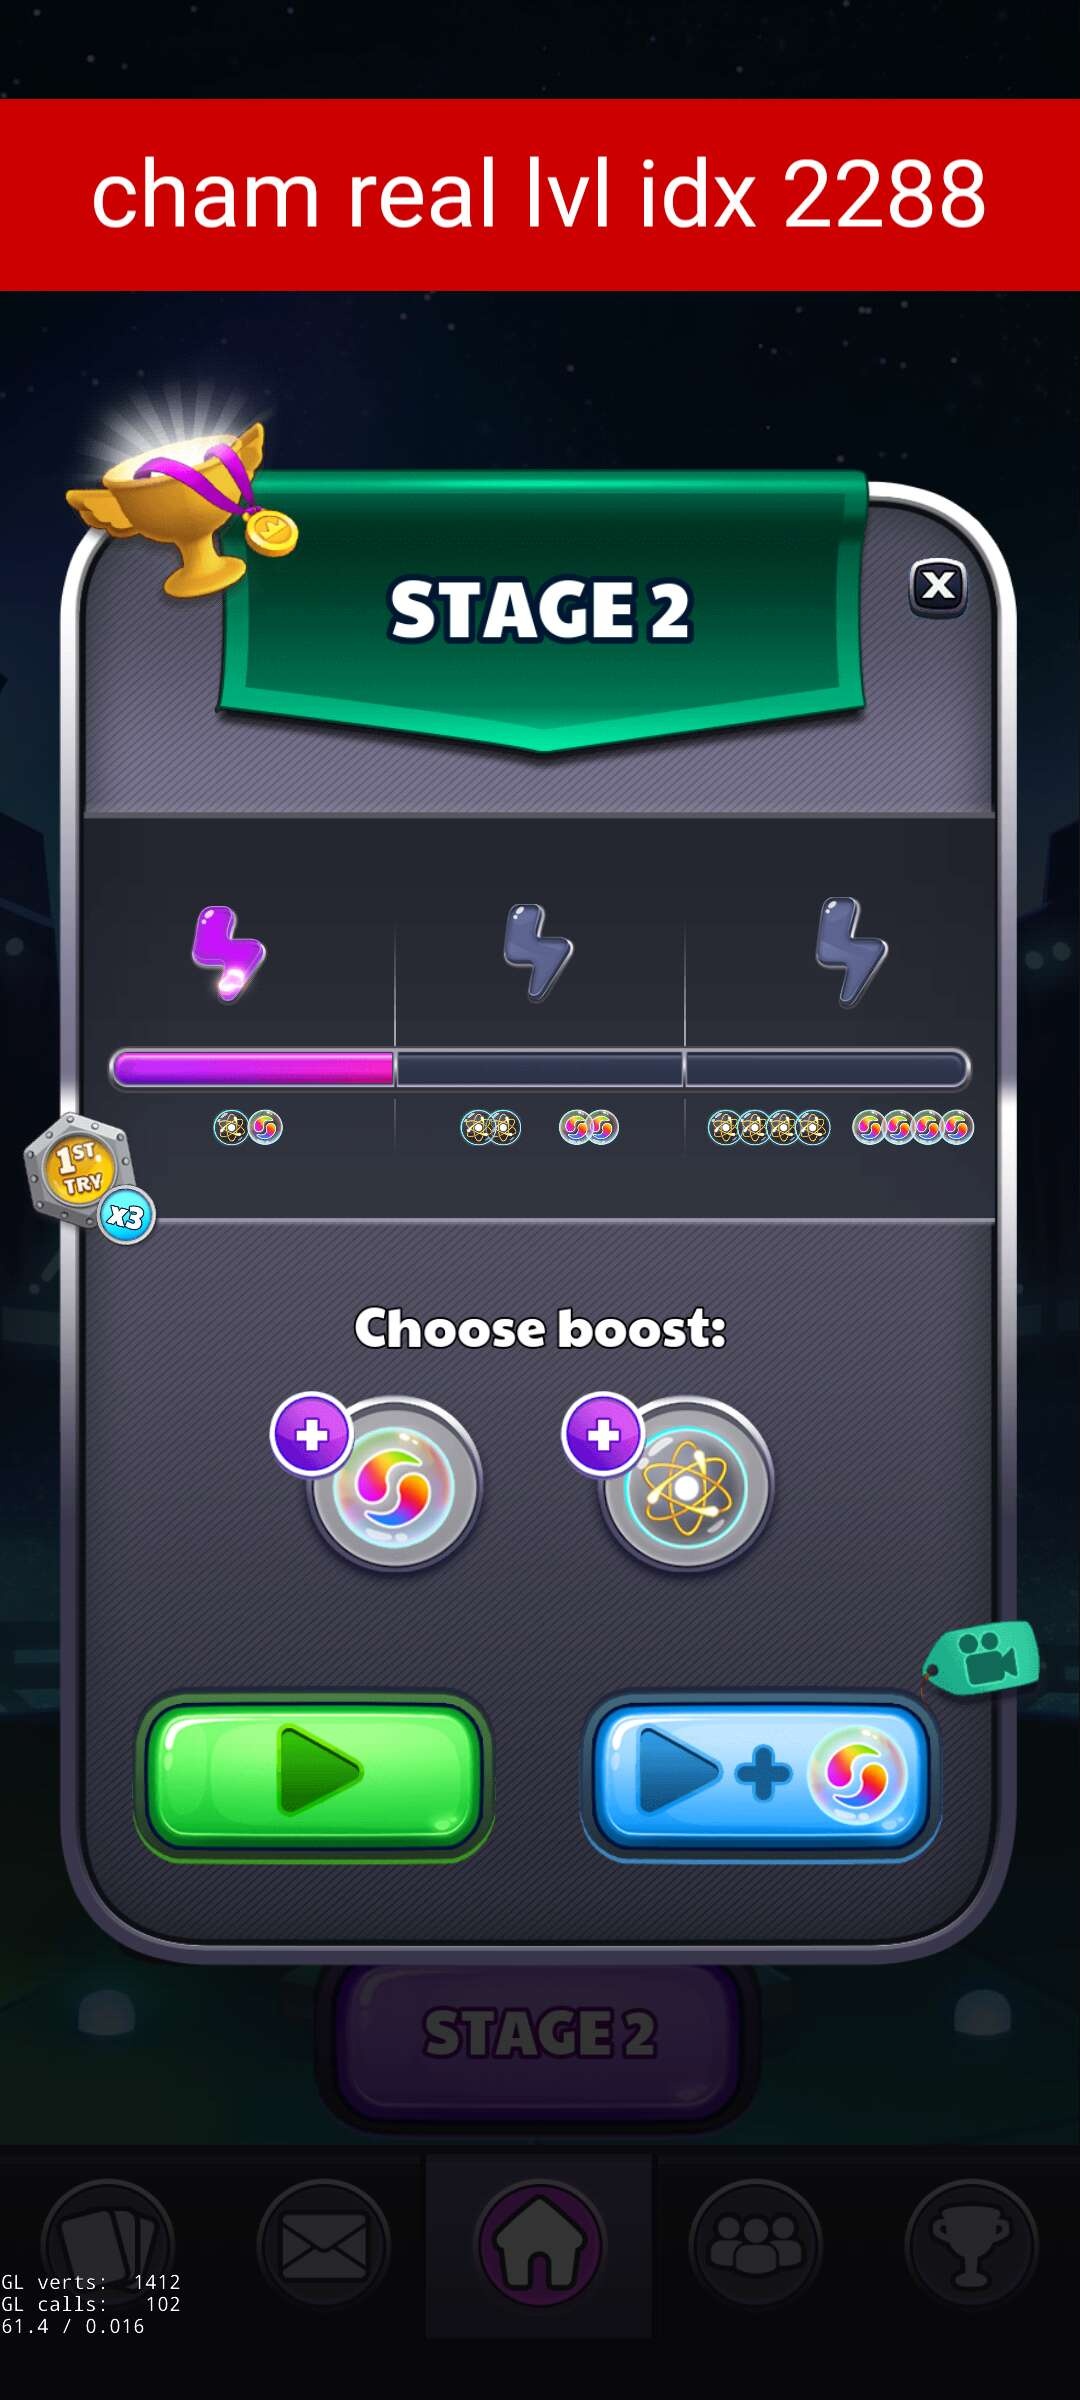 cham real lvl idx 2288
STAGE 2
1ST
TRY
x3
Choose boost:
STAGE 2
GL verts: 1412
GL calls: 102
61.4 / 0.016